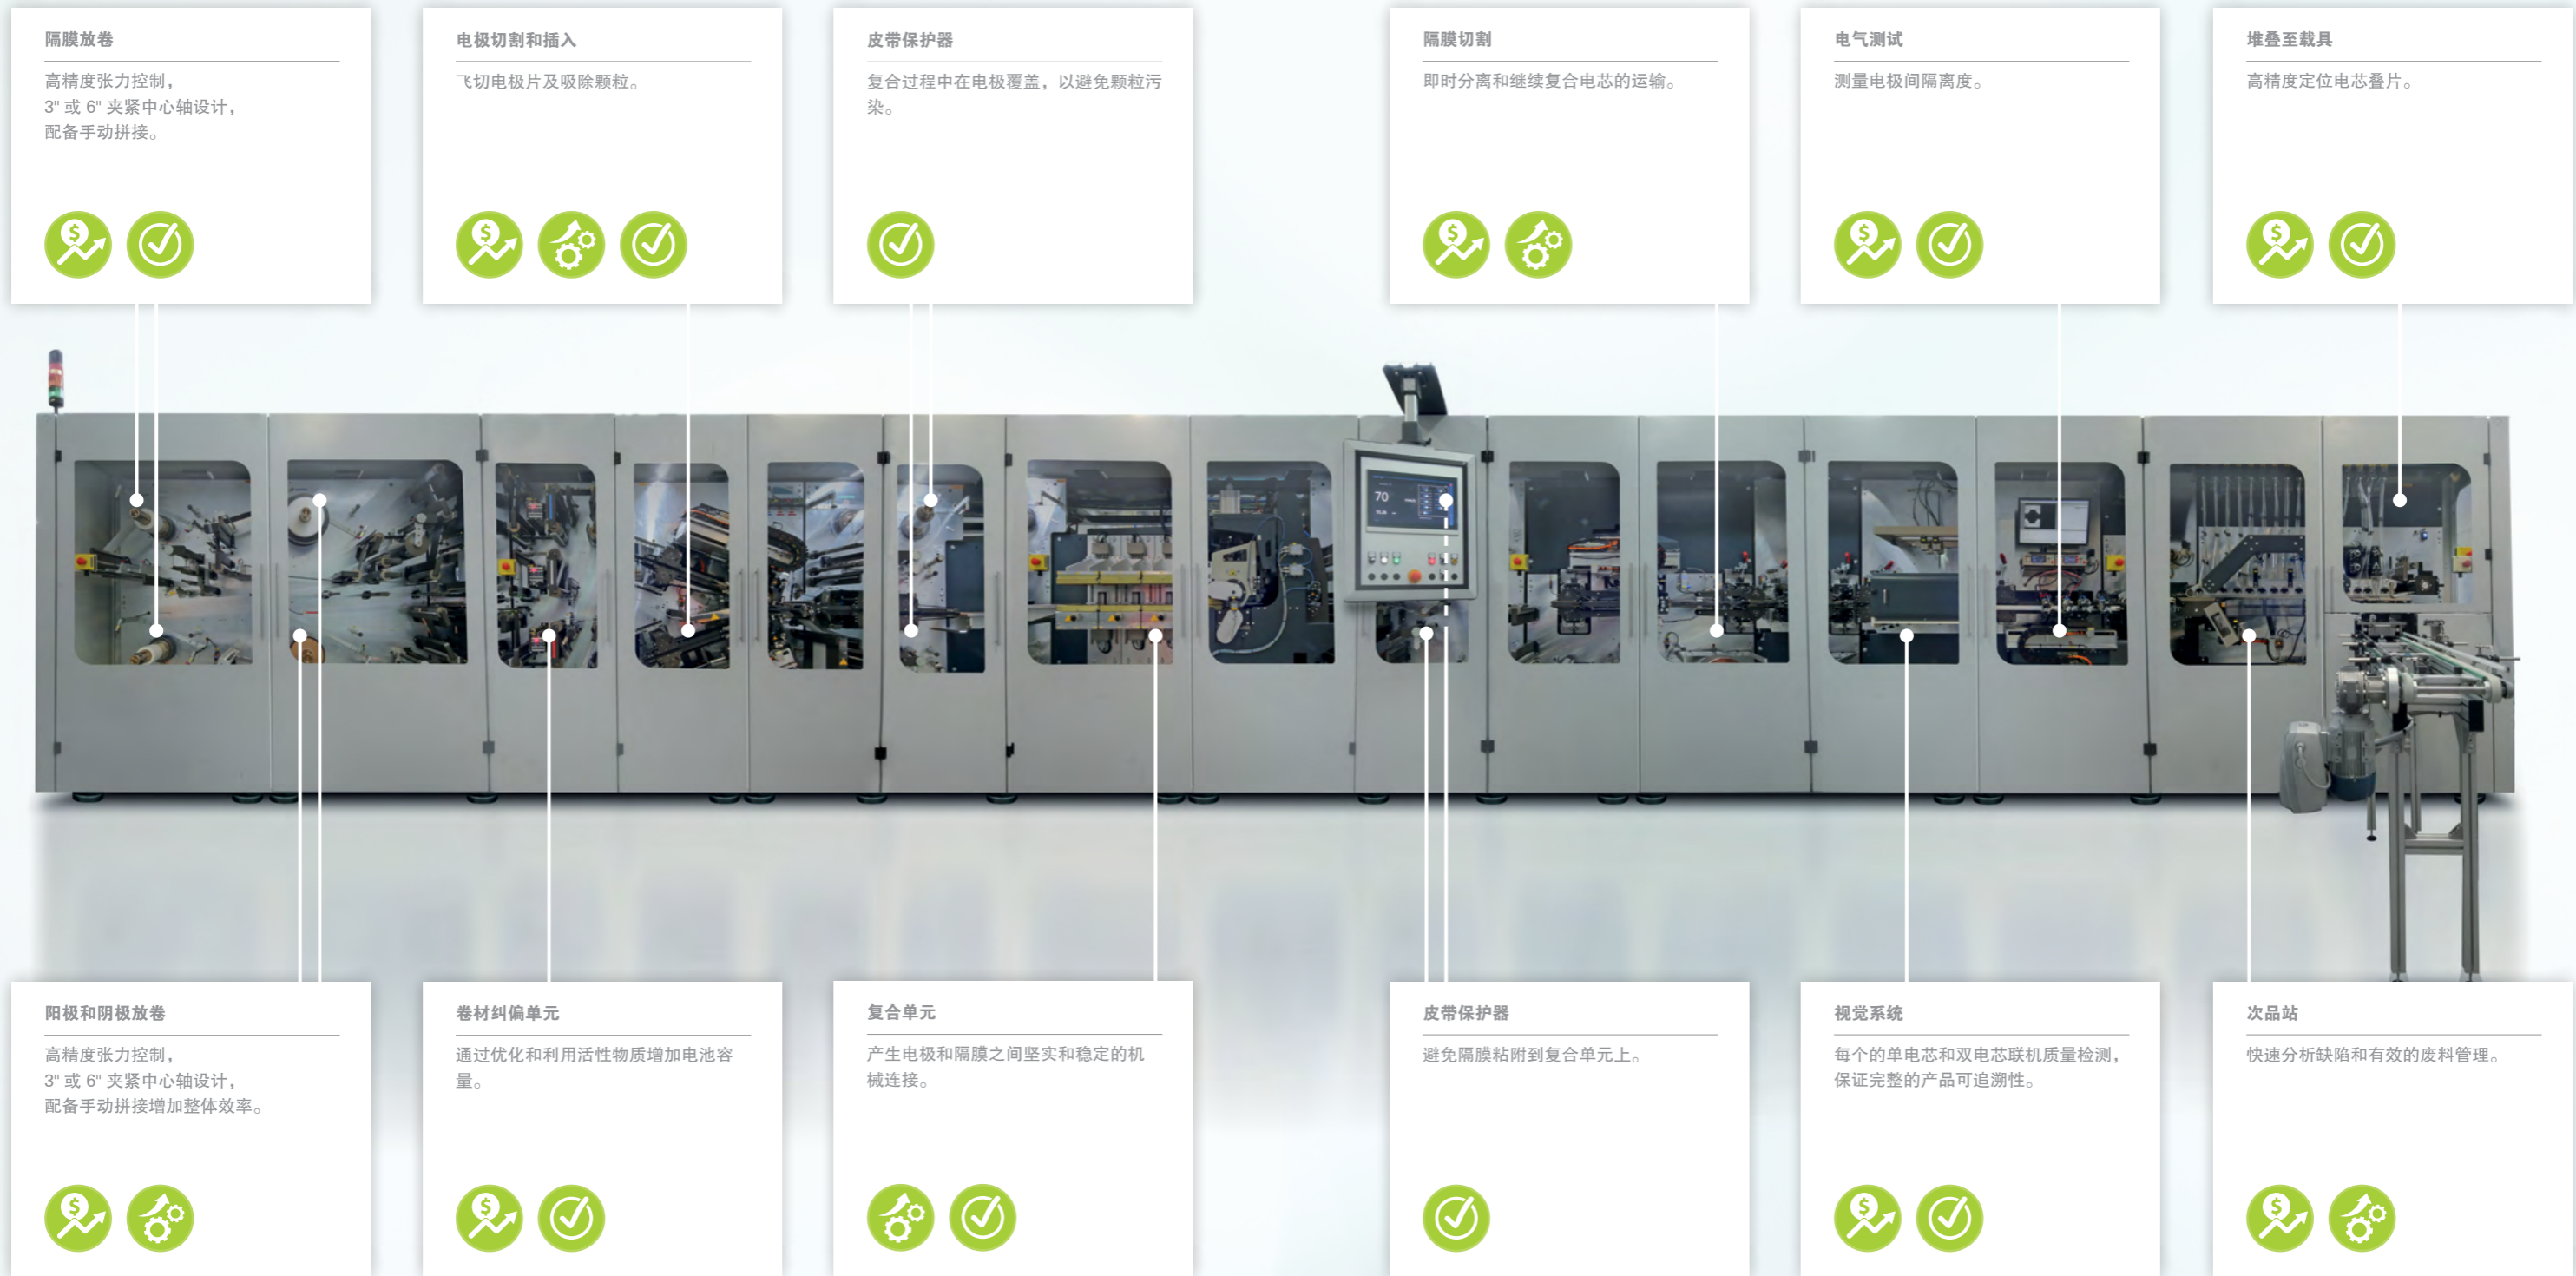 隔膜放卷
高精度张力控制，
3" 或 6" 夹紧中心轴设计，
配备手动拼接。
电极切割和插入
飞切电极片及吸除颗粒。
皮带保护器
复合过程中在电极覆盖，以避免颗粒污
染。
隔膜切割
即时分离和继续复合电芯的运输。
电气测试
测量电极间隔离度。
堆叠至载具
高精度定位电芯叠片。
70
阳极和阴极放卷
高精度张力控制，
3" 或 6" 夹紧中心轴设计，
配备手动拼接增加整体效率。
卷材纠偏单元
通过优化和利用活性物质增加电池容
量。
复合单元
产生电极和隔膜之间坚实和稳定的机
械连接。
皮带保护器
避免隔膜粘附到复合单元上。
视觉系统
每个的单电芯和双电芯联机质量检测，
保证完整的产品可追溯性。
次品站
快速分析缺陷和有效的废料管理。